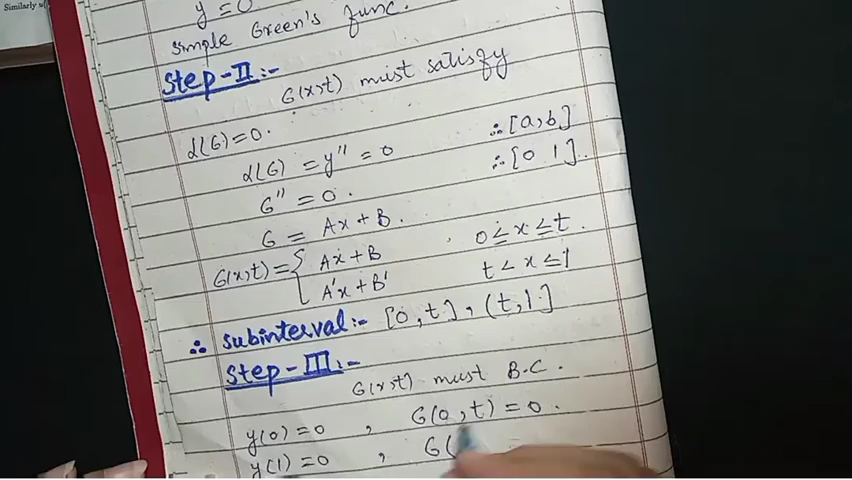 Similarly
y = 0
simple Green's func.
Step-II:-
G(x,t) must satisfy
L(G)=0.
∴[a,b]
L(G) = y" = 0
∴[0 1].
G" = 0.
G = Ax + B.
G(x,t) = { Ax + B , 0 ≤ x ≤ t.
A'x + B' t < x ≤ 1
∴ subinterval:- [0,t], (t,1]
Step-III:-
G(x,t) must B.C.
y(0)=0 , G(0,t) = 0.
y(1)=0 , G(